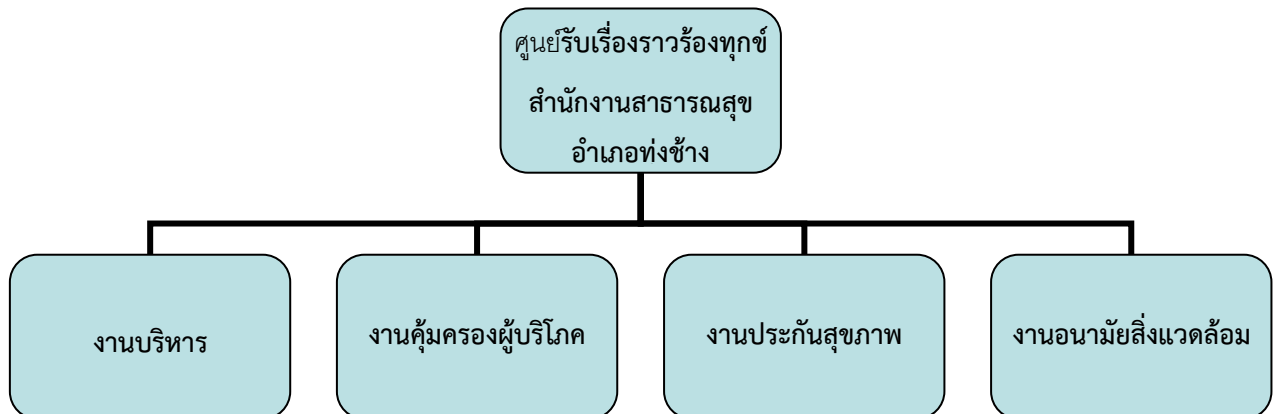 ศูนย์รับเรื่องราวร้องทุกข์
สำนักงานสาธารณสุข
อำเภอท่งช้าง
งานบริหาร
งานคุ้มครองผู้บริโภค
งานประกันสุขภาพ
งานอนามัยสิ่งแวดล้อม